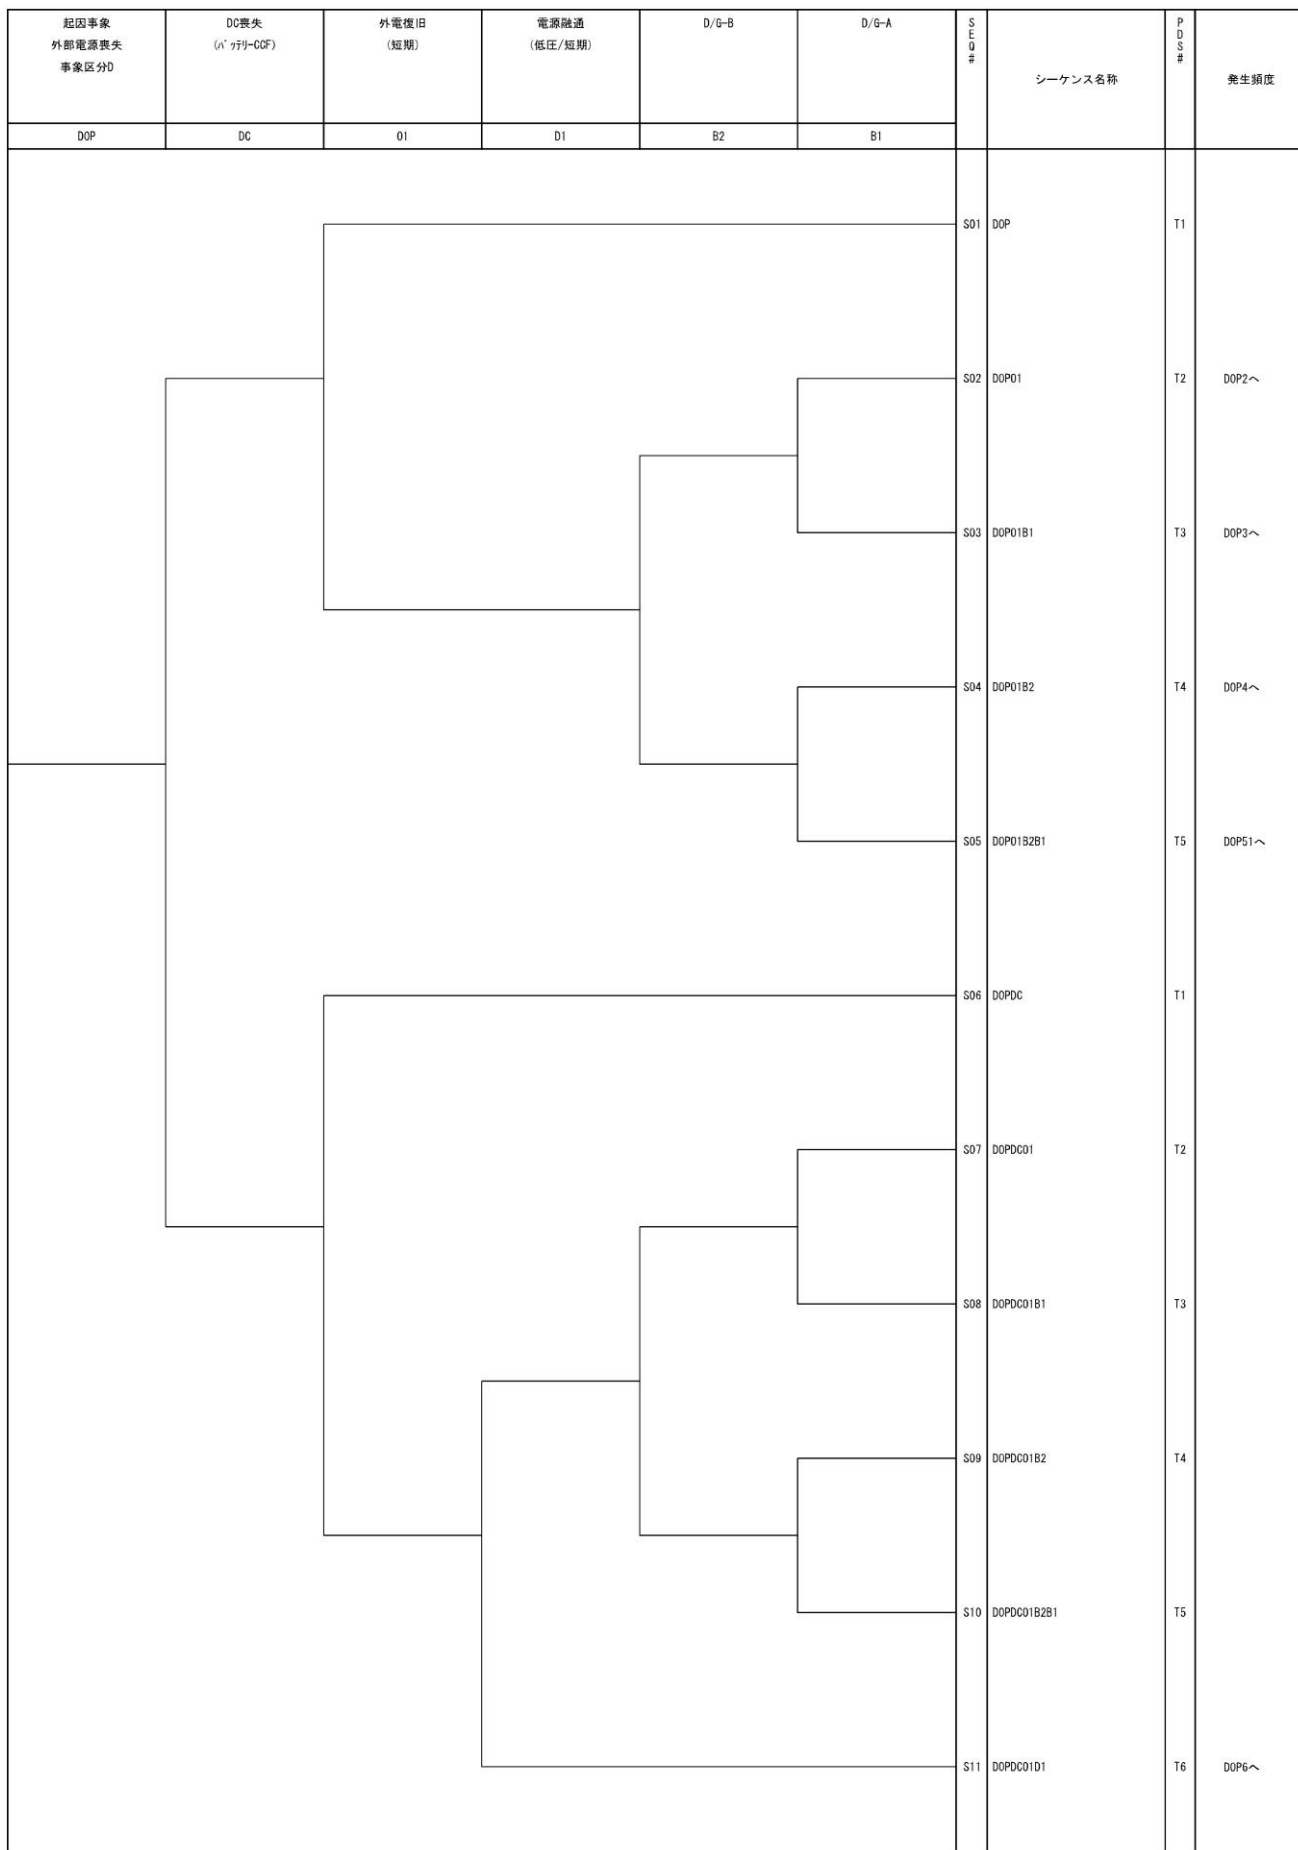 起因事象
外部電源喪失
事象区分D
DC喪失
(バッテリーCCF)
外電復旧
(短期)
電源融通
(低圧/短期)
D/G-B
D/G-A
SEQ#
シーケンス名称
PDS#
発生頻度
DOP
DC
O1
D1
B2
B1
S01 DOP T1
S02 DOPO1 T2 DOP2へ
S03 DOPO1B1 T3 DOP3へ
S04 DOPO1B2 T4 DOP4へ
S05 DOPO1B2B1 T5 DOP51へ
S06 DOPDC T1
S07 DOPDCO1 T2
S08 DOPDCO1B1 T3
S09 DOPDCO1B2 T4
S10 DOPDCO1B2B1 T5
S11 DOPDCO1D1 T6 DOP6へ